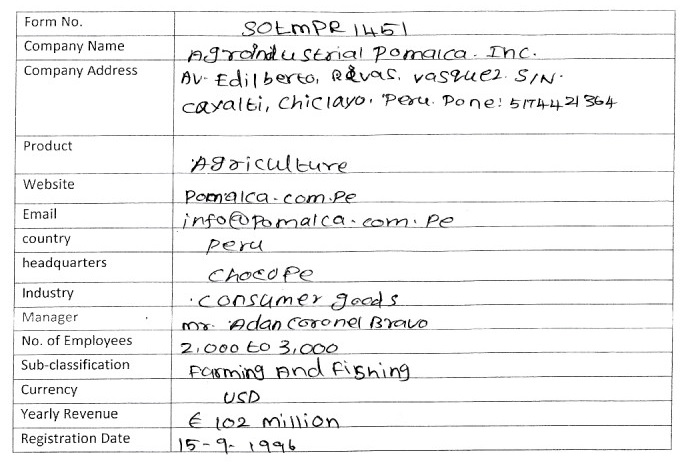 Form No. SOLMPR 1451
Company Name Agroindustrial Pomalca. Inc.
Company Address Av. Edilberto, Rivas. vasquez. S/N.
cayalti, Chiclayo. Peru. Pone: 5174421364
Product Agriculture
Website Pomalca.com.Pe
Email info@Pomalca.com.Pe
country Peru
headquarters Chocope
Industry Consumer goods
Manager mr. Adan Coronel Bravo
No. of Employees 2,000 to 3,000
Sub-classification Farming And Fishing
Currency USD
Yearly Revenue € 102 million
Registration Date 15-9-1996